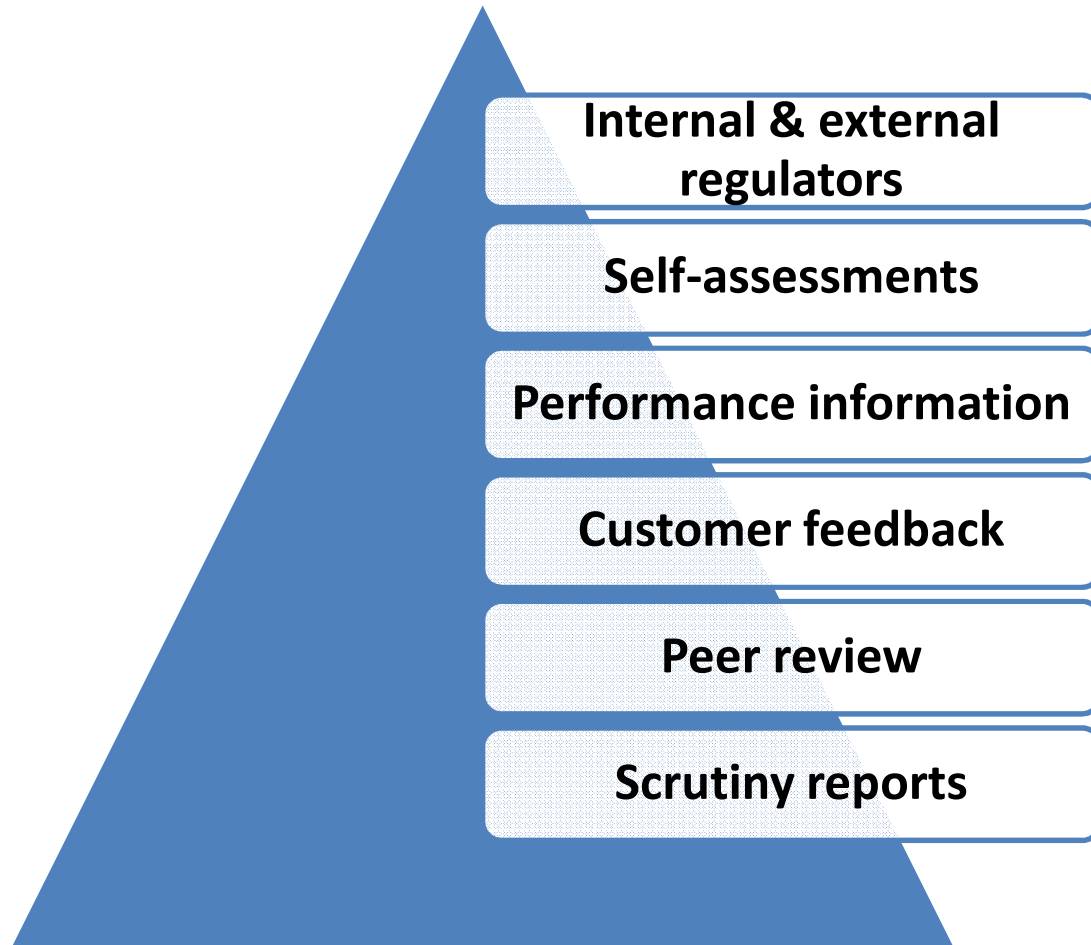 Internal & external
regulators
Self-assessments
Performance information
Customer feedback
Peer review
Scrutiny reports